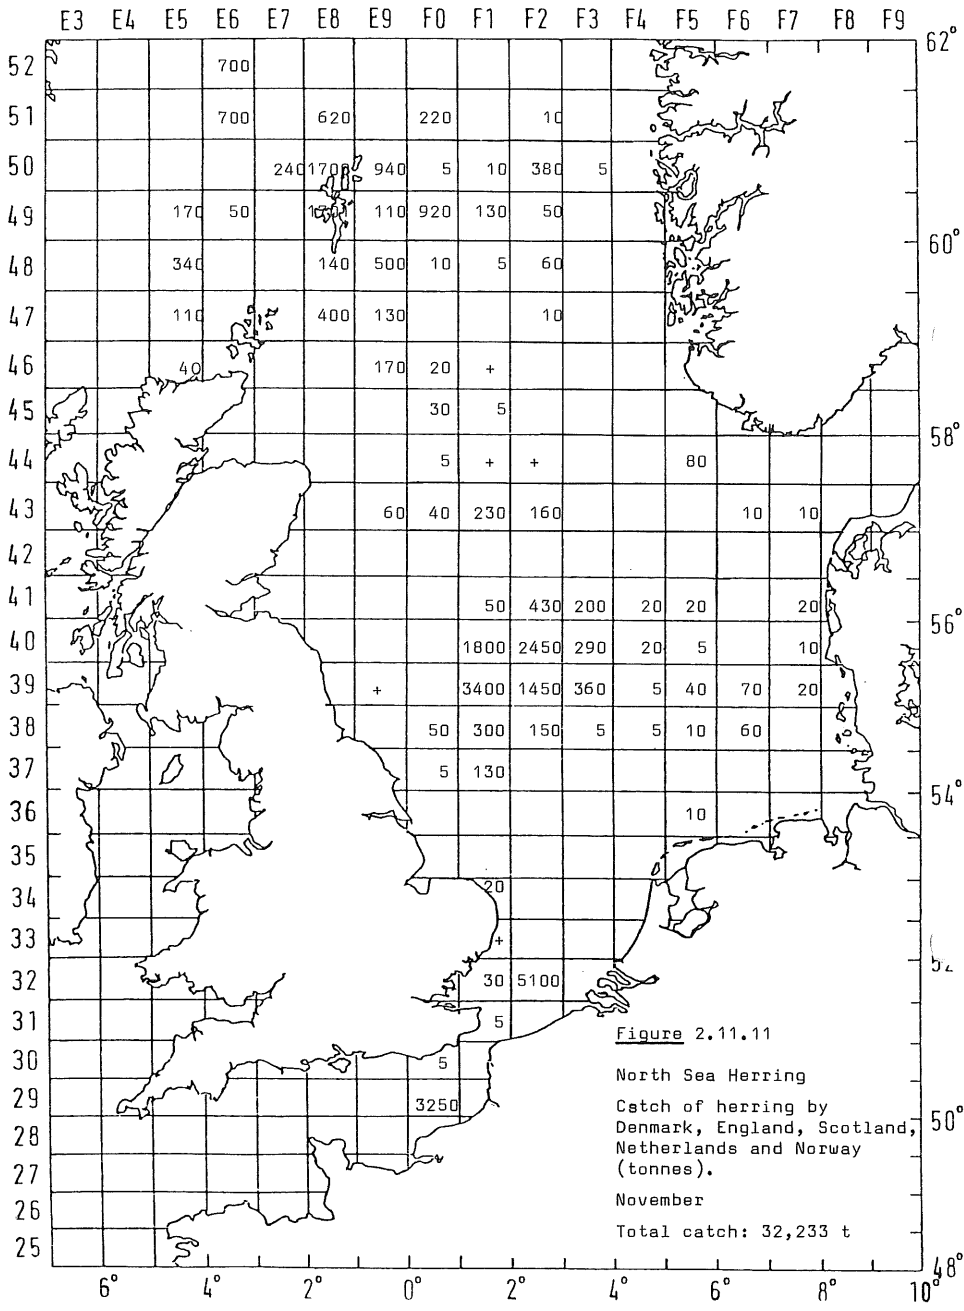 E3 E4 E5 E6 E7 E8 E9 F0 F1 F2 F3 F4 F5 F6 F7 F8 F9
62°
52 700
51 700 620 220 10
50 240 1700 940 5 10 380 5
49 170 50 110 920 130 50
60°
48 340 140 500 10 5 60
47 110 400 130 10
46 40 170 20 +
45 30 5
58°
44 5 + + 80
43 60 40 230 160 10 10
42
41 50 430 200 20 20 20
56°
40 1800 2450 290 20 5 10
39 + 3400 1450 360 5 40 70 20
38 50 300 150 5 5 10 60
37 5 130
54°
36 10
35
34 20
33 +
32 30 5100
31 5
30 5
29 3250
50°
28
27
26
25
48°
6° 4° 2° 0° 2° 4° 6° 8° 10°
Figure 2.11.11
North Sea Herring
Catch of herring by
Denmark, England, Scotland,
Netherlands and Norway
(tonnes).
November
Total catch: 32,233 t